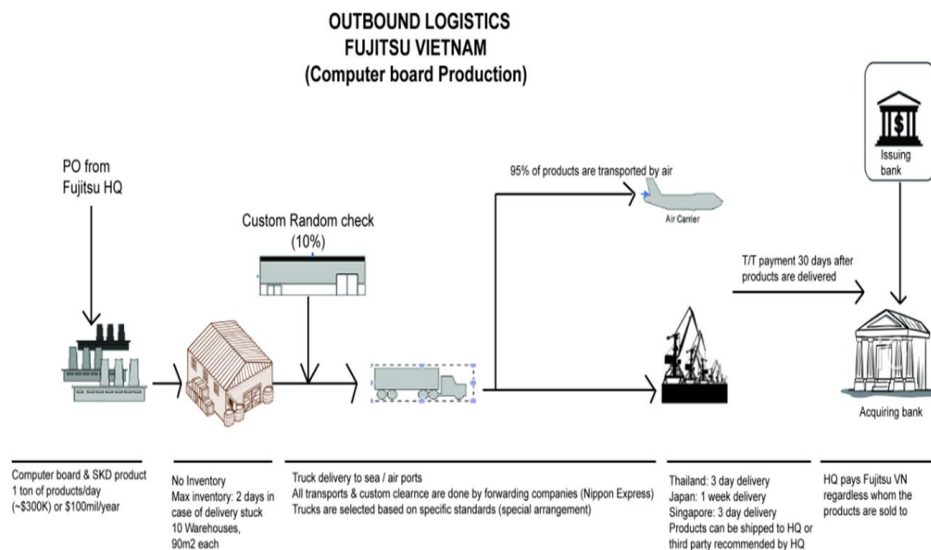 OUTBOUND LOGISTICS
FUJITSU VIETNAM
(Computer board Production)
Issuing
bank
PO from
Fujitsu HQ
95% of products are transported by air
Air Carrier
Custom Random check
(10%)
T/T payment 30 days after
products are delivered
Acquiring bank
Computer board & SKD product
1 ton of products/day
(~$300K) or $100mil/year
No Inventory
Max inventory: 2 days in
case of delivery stuck
10 Warehouses,
90m2 each
Truck delivery to sea / air ports
All transports & custom clearnce are done by forwarding companies (Nippon Express)
Trucks are selected based on specific standards (special arrangement)
Thailand: 3 day delivery
Japan: 1 week delivery
Singapore: 3 day delivery
Products can be shipped to HQ or
third party recommended by HQ
HQ pays Fujitsu VN
regardless whom the
products are sold to